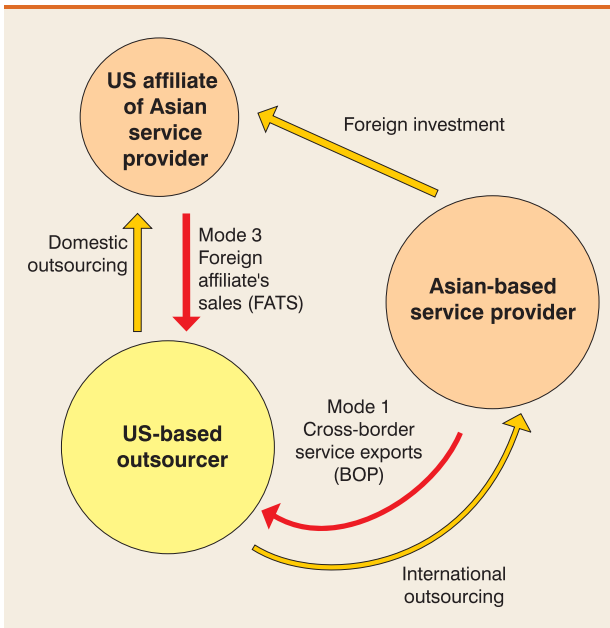 US affiliate
of Asian
service
provider
Foreign investment
Domestic
outsourcing
Mode 3
Foreign
affiliate's
sales (FATS)
Asian-based
service provider
US-based
outsourcer
Mode 1
Cross-border
service exports
(BOP)
International
outsourcing